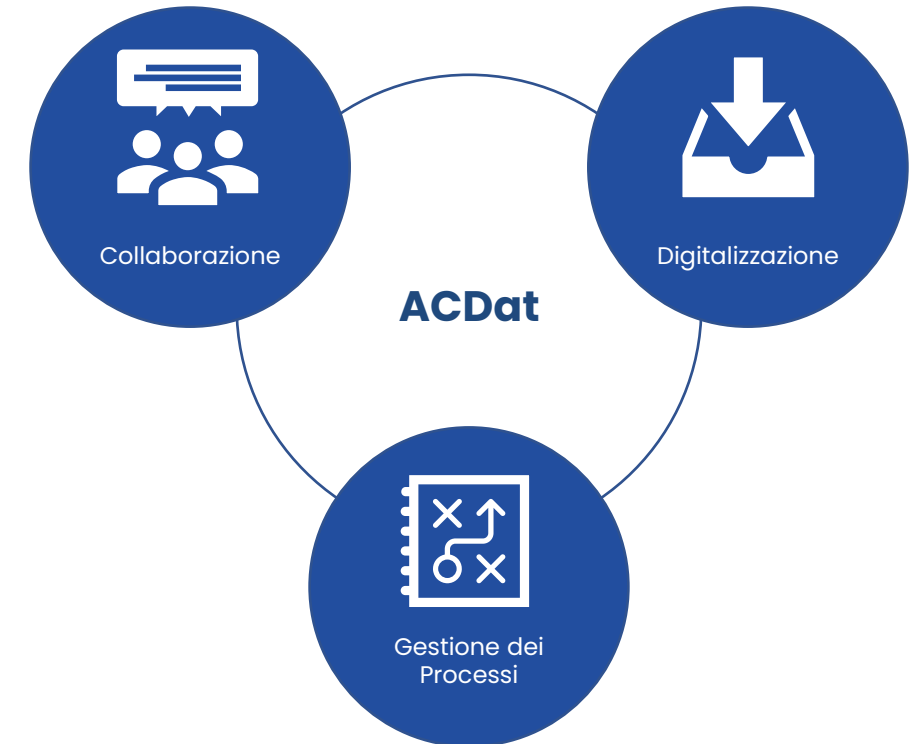 Collaborazione
Digitalizzazione
ACDat
Gestione dei
Processi